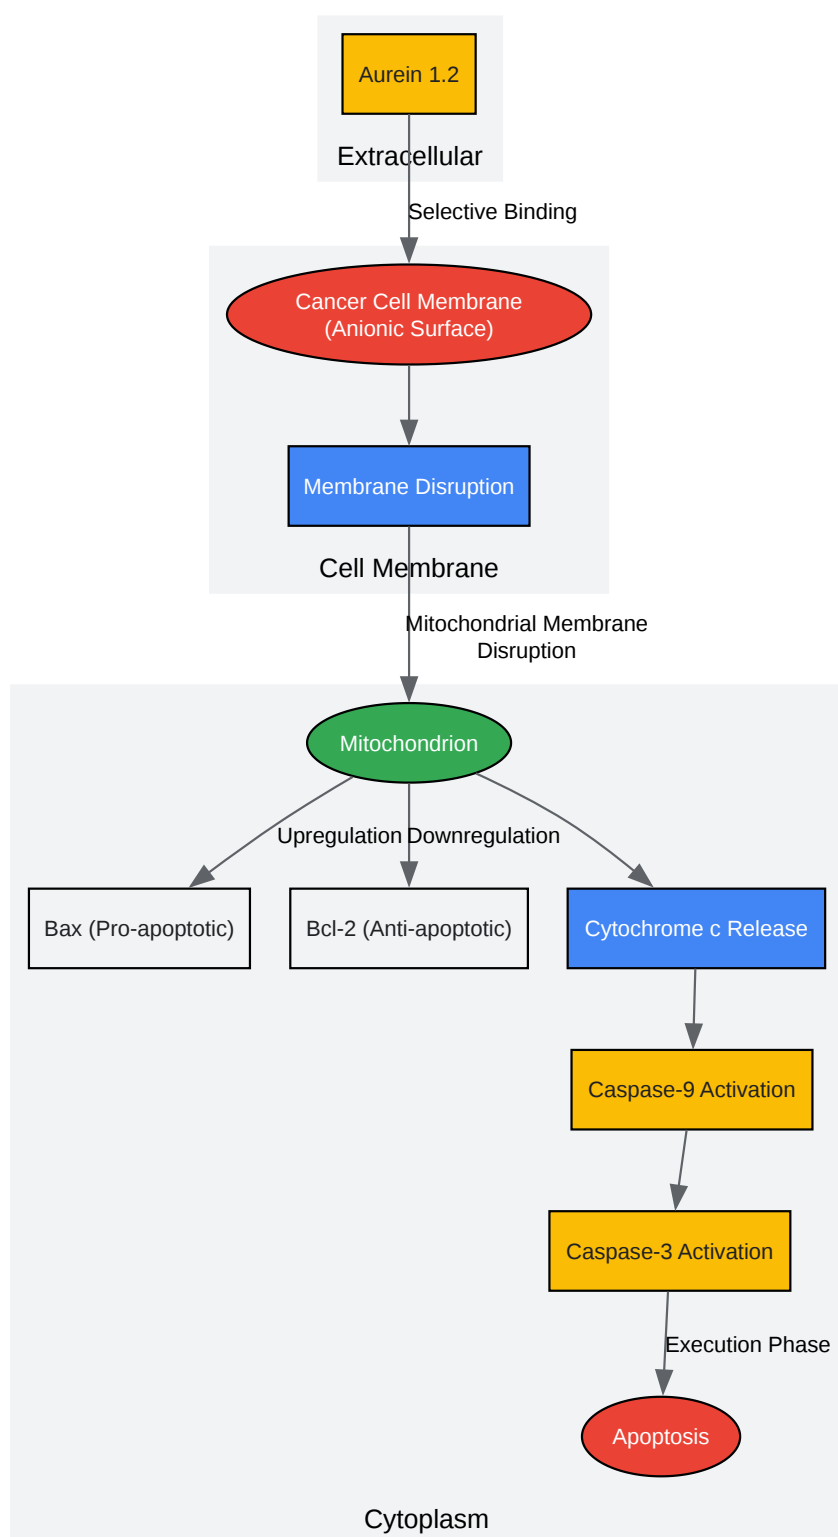 Aurein 1.2
Extracellular
Selective Binding
Cancer Cell Membrane
(Anionic Surface)
Membrane Disruption
Cell Membrane
Mitochondrial Membrane
Disruption
Mitochondrion
Upregulation
Downregulation
Bax (Pro-apoptotic)
Bcl-2 (Anti-apoptotic)
Cytochrome c Release
Caspase-9 Activation
Caspase-3 Activation
Execution Phase
Apoptosis
Cytoplasm